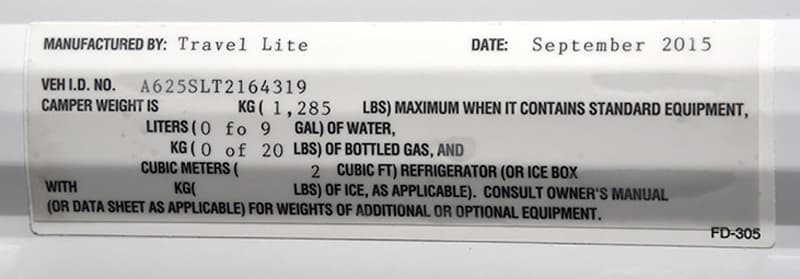 MANUFACTURED BY: Travel Lite DATE: September 2015
VEH I.D. NO. A625SLT2164319
CAMPER WEIGHT IS KG( 1,285 LBS) MAXIMUM WHEN IT CONTAINS STANDARD EQUIPMENT,
LITERS(0 fo 9 GAL) OF WATER,
KG(0 of 20 LBS) OF BOTTLED GAS, AND
CUBIC METERS( 2 CUBIC FT) REFRIGERATOR (OR ICE BOX
WITH KG( LBS) OF ICE, AS APPLICABLE). CONSULT OWNER'S MANUAL
(OR DATA SHEET AS APPLICABLE) FOR WEIGHTS OF ADDITIONAL OR OPTIONAL EQUIPMENT.
FD-305